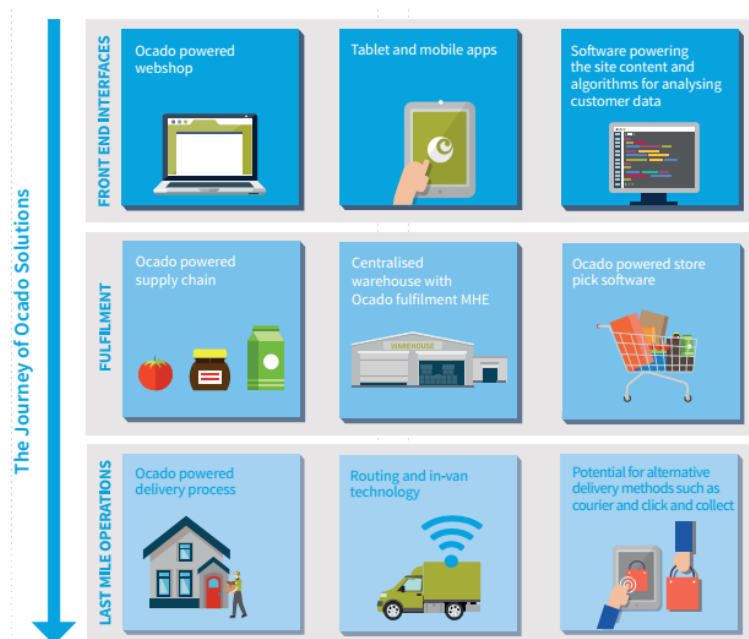 The Journey of Ocado Solutions
FRONT END INTERFACES
Ocado powered
webshop
Tablet and mobile apps
Software powering
the site content and
algorithms for analysing
customer data
FULFILMENT
Ocado powered
supply chain
Centralised
warehouse with
Ocado fulfilment MHE
WAREHOUSE
Ocado powered store
pick software
LAST MILE OPERATIONS
Ocado powered
delivery process
Routing and in-van
technology
Potential for alternative
delivery methods such as
courier and click and collect